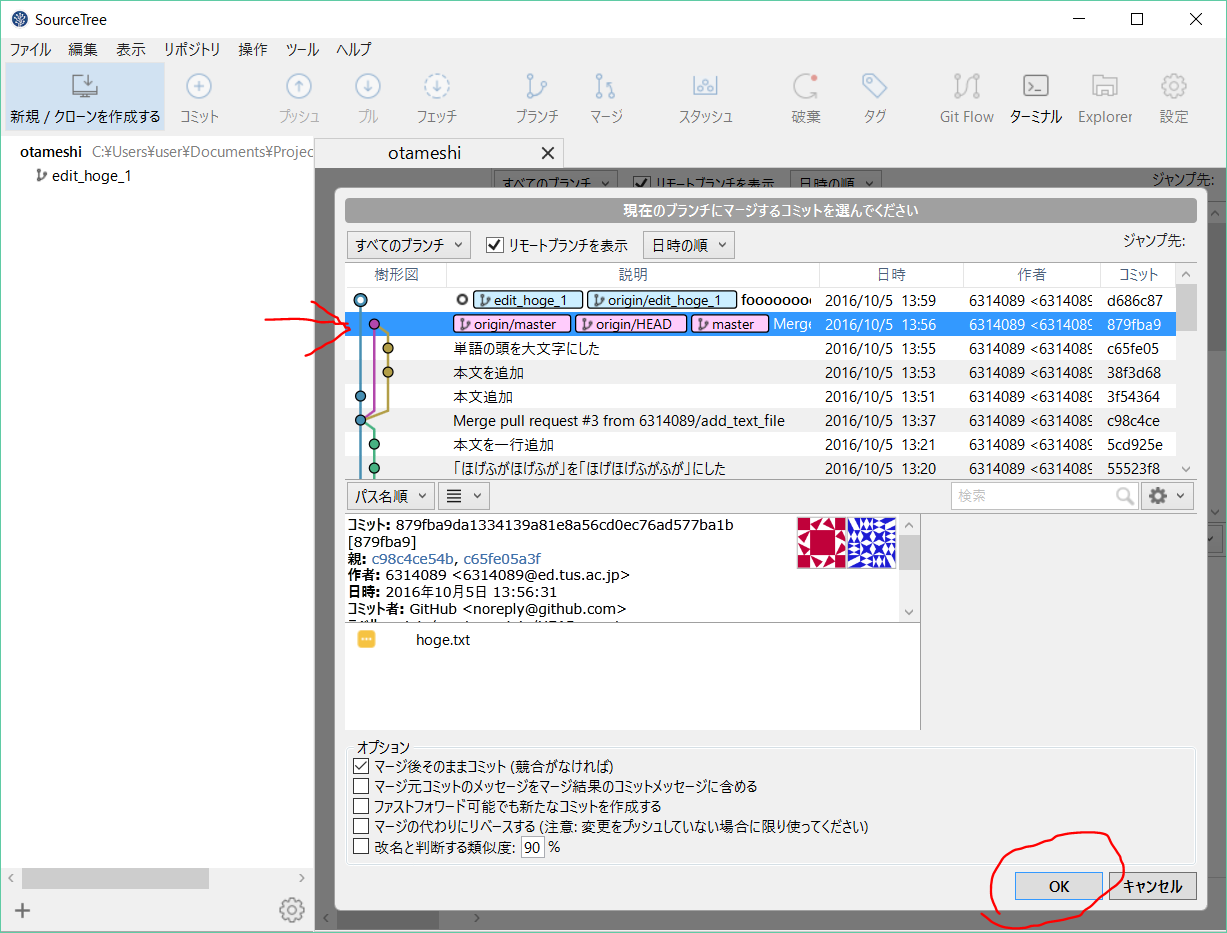 SourceTree
ファイル 編集 表示 リポジトリ 操作 ツール ヘルプ
新規 / クローンを作成する コミット プッシュ プル フェッチ ブランチ マージ スタッシュ 破棄 タグ Git Flow ターミナル Explorer 設定
otameshi C:¥Users¥user¥Documents¥Projec
otameshi
edit_hoge_1
すべてのブランチ リモートブランチを表示 日時の順 ジャンプ先:
現在のブランチにマージするコミットを選んでください
すべてのブランチ リモートブランチを表示 日時の順 ジャンプ先:
樹形図 説明 日時 作者 コミット
edit_hoge_1 origin/edit_hoge_1 foooooooo 2016/10/5 13:59 6314089 <6314089 d686c87
origin/master origin/HEAD master Merge 2016/10/5 13:56 6314089 <6314089 879fba9
単語の頭を大文字にした 2016/10/5 13:55 6314089 <6314089 c65fe05
本文を追加 2016/10/5 13:53 6314089 <6314089 38f3d68
本文追加 2016/10/5 13:51 6314089 <6314089 3f54364
Merge pull request #3 from 6314089/add_text_file 2016/10/5 13:37 6314089 <6314089 c98c4ce
本文を一行追加 2016/10/5 13:21 6314089 <6314089 5cd925e
「ほげふがほげふが」を「ほげほげふがふが」にした 2016/10/5 13:20 6314089 <6314089 55523f8
パス名順 検索
コミット: 879fba9da1334139a81e8a56cd0ec76ad577ba1b
[879fba9]
親: c98c4ce54b, c65fe05a3f
作者: 6314089 <6314089@ed.tus.ac.jp>
日時: 2016年10月5日 13:56:31
コミット者: GitHub <noreply@github.com>
hoge.txt
オプション
マージ後そのままコミット (競合がなければ)
マージ元コミットのメッセージをマージ結果のコミットメッセージに含める
ファストフォワード可能でも新たなコミットを作成する
マージの代わりにリベースする (注意: 変更をプッシュしていない場合に限り使ってください)
改名と判断する類似度: 90 %
OK キャンセル